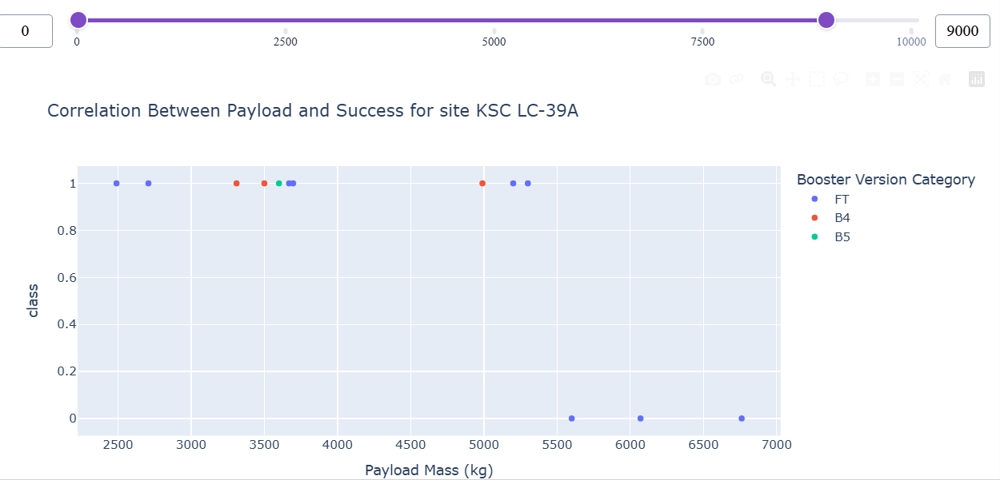 0
0 2500 5000 7500 10000
9000
Correlation Between Payload and Success for site KSC LC-39A
1
0.8
0.6
0.4
0.2
0
class
2500 3000 3500 4000 4500 5000 5500 6000 6500 7000
Payload Mass (kg)
Booster Version Category
FT
B4
B5